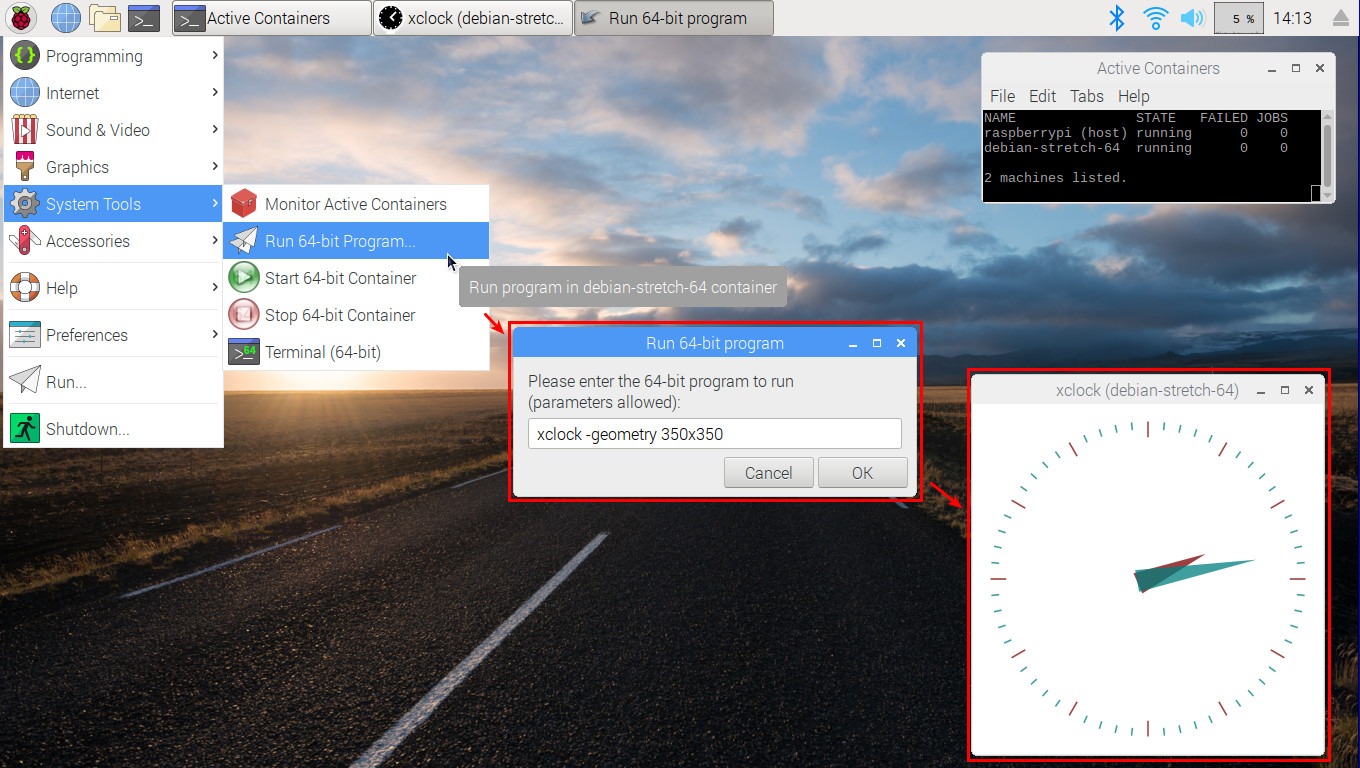 Active Containers
xclock (debian-stretc...
Run 64-bit program
5 %
14:13
Programming
Internet
Sound & Video
Graphics
System Tools
Accessories
Help
Preferences
Run...
Shutdown...
Monitor Active Containers
Run 64-bit Program...
Start 64-bit Container
Stop 64-bit Container
64
Terminal (64-bit)
Run program in debian-stretch-64 container
Active Containers
File Edit Tabs Help
NAME STATE FAILED JOBS
raspberrypi (host) running 0 0
debian-stretch-64 running 0 0
2 machines listed.
Run 64-bit program
Please enter the 64-bit program to run
(parameters allowed):
xclock -geometry 350x350
Cancel OK
xclock (debian-stretch-64)